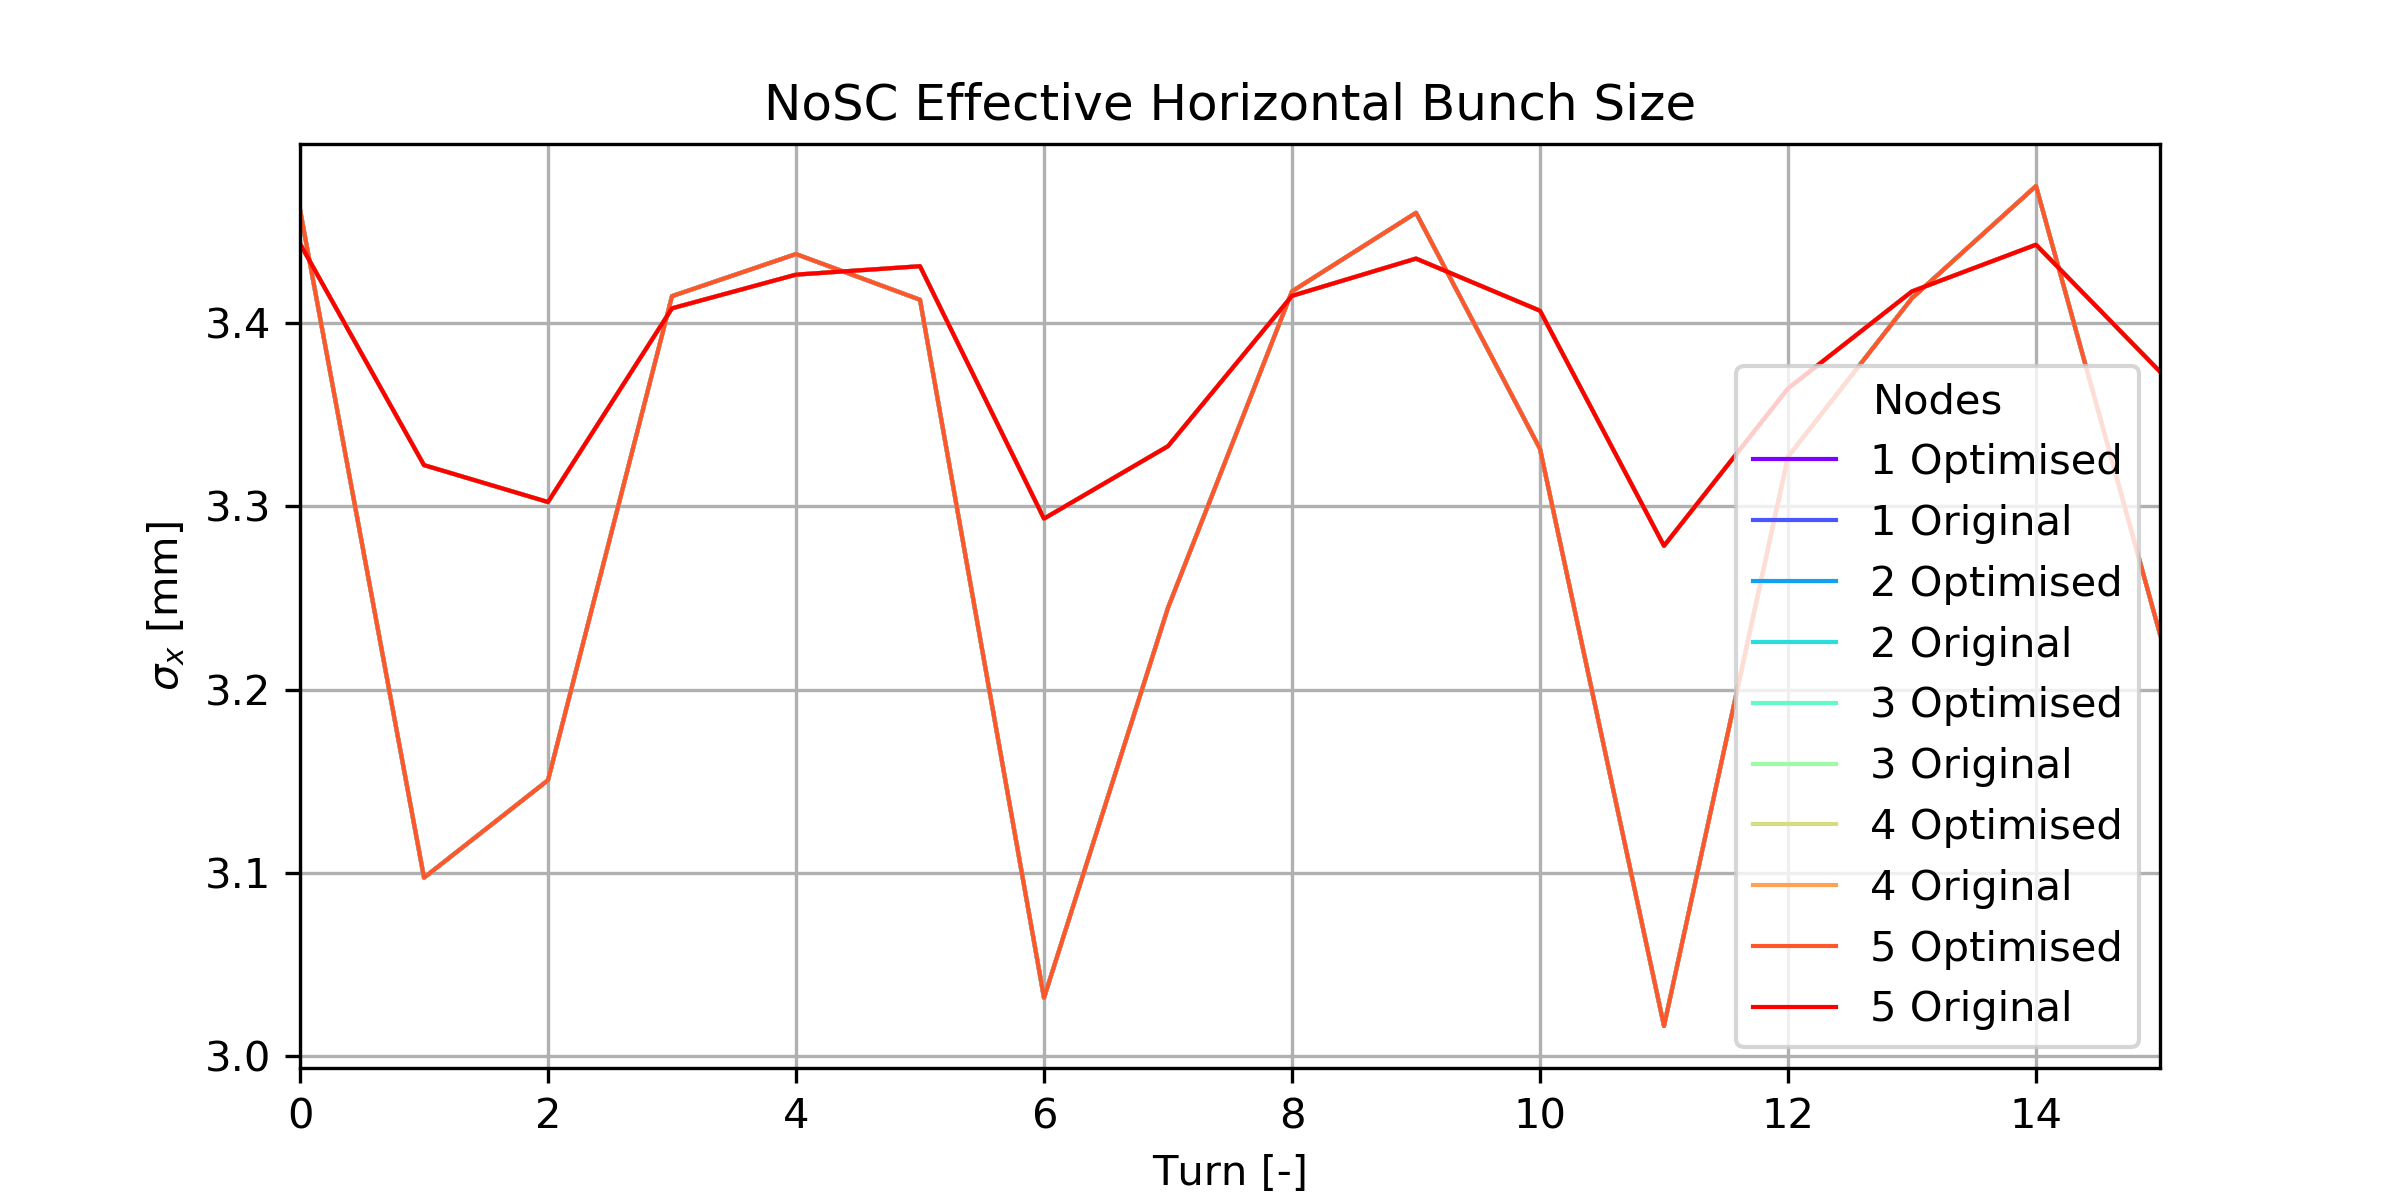 NoSC Effective Horizontal Bunch Size
σx [mm]
3.4
3.3
3.2
3.1
3.0
Nodes
1 Optimised
1 Original
2 Optimised
2 Original
3 Optimised
3 Original
4 Optimised
4 Original
5 Optimised
5 Original
0 2 4 6 8 10 12 14
Turn [-]